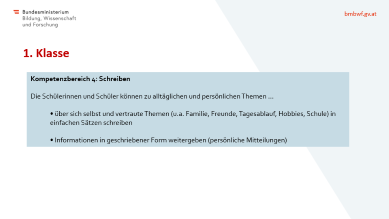 Bundesministerium
Bildung, Wissenschaft
und Forschung
bmbwf.gv.at
1. Klasse
Kompetenzbereich 4: Schreiben
Die Schülerinnen und Schüler können zu alltäglichen und persönlichen Themen ...
• über sich selbst und vertraute Themen (u.a. Familie, Freunde, Tagesablauf, Hobbies, Schule) in
einfachen Sätzen schreiben
• Informationen in geschriebener Form weitergeben (persönliche Mitteilungen)